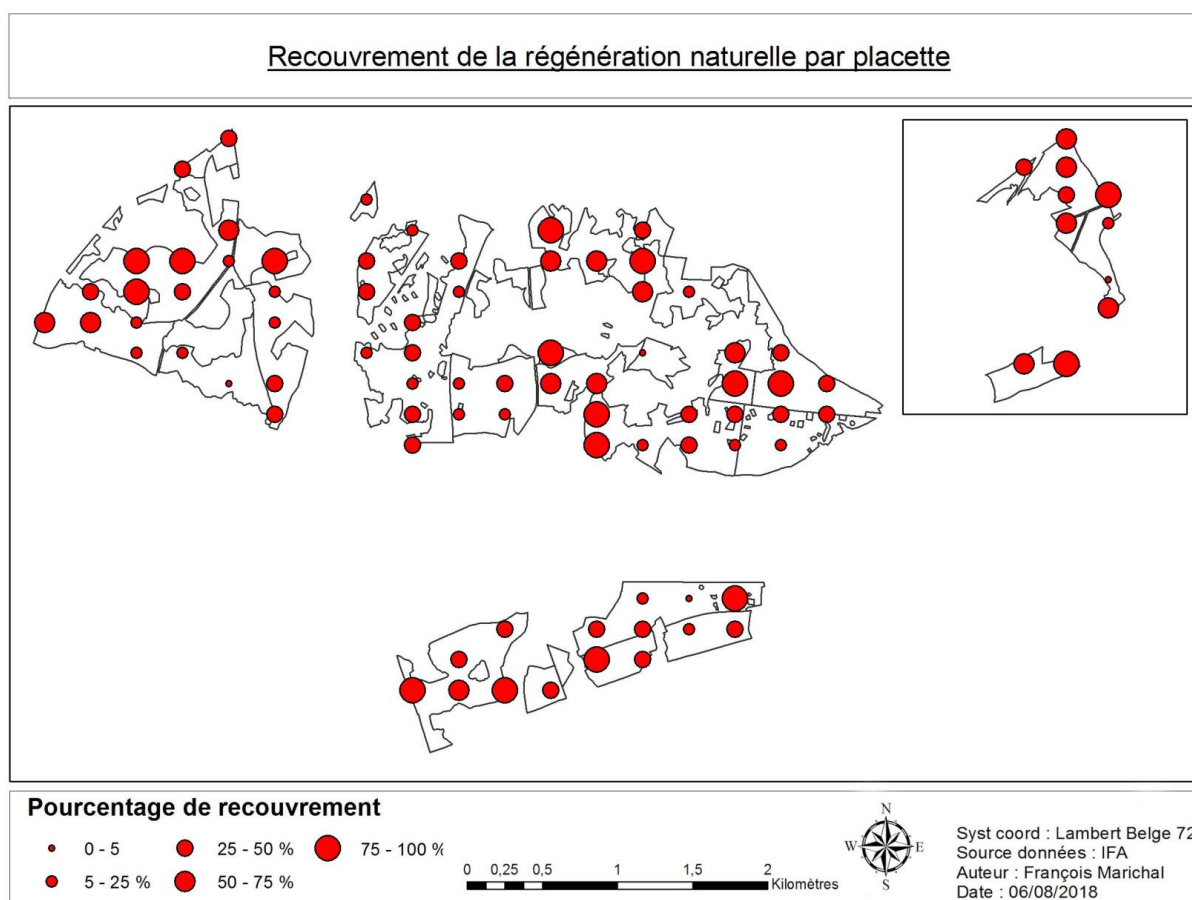 Recouvrement de la régénération naturelle par placette
Pourcentage de recouvrement
0 - 5
25 - 50 %
75 - 100 %
5 - 25 %
50 - 75 %
0 0,25 0,5 1 1,5 2
Kilomètres
N
W E
S
Syst coord : Lambert Belge 72
Source données : IFA
Auteur : François Marichal
Date : 06/08/2018